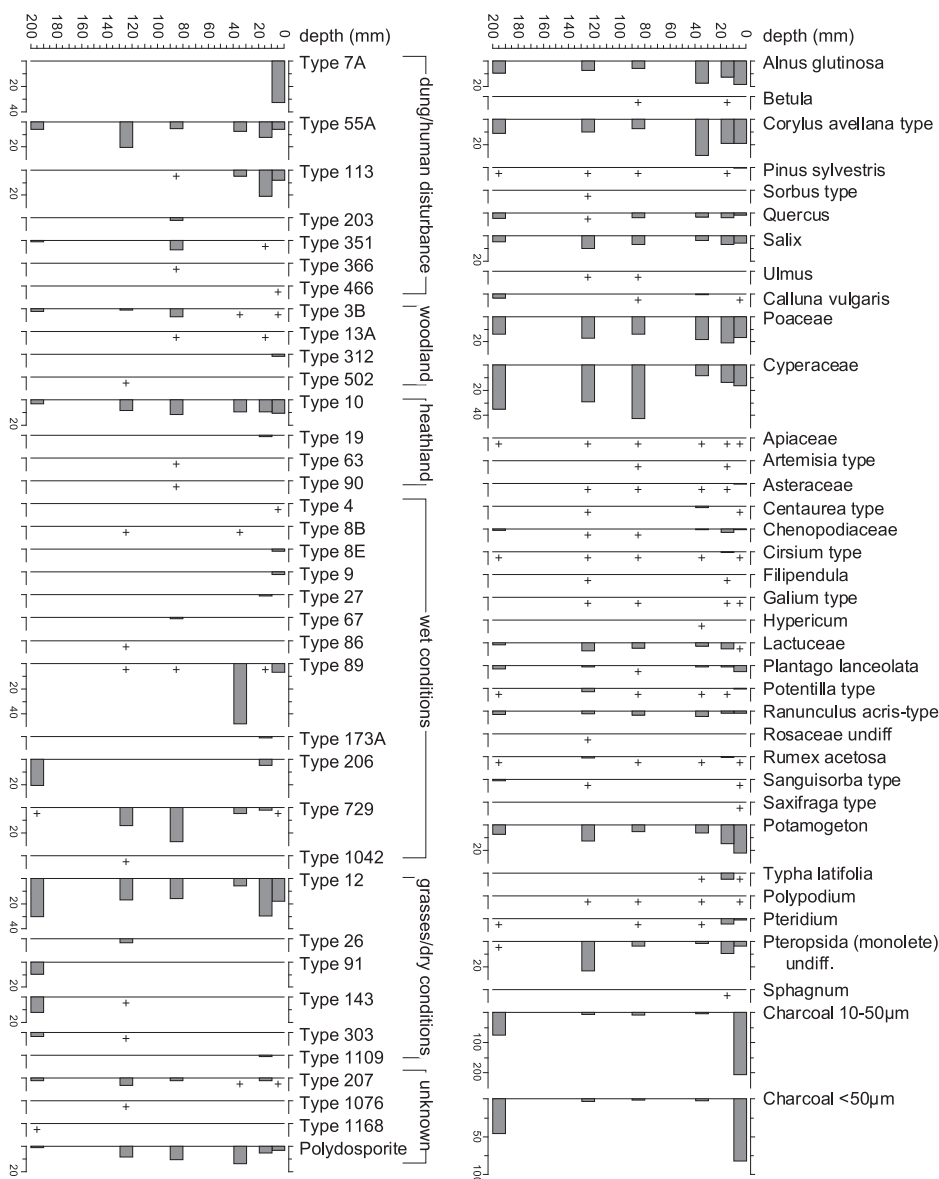 200
180
160
140
120
100
80
60
40
20
0
depth (mm)
Type 7A
20
40
Type 55A
20
Type 113
20
Type 203
Type 351
Type 366
Type 466
dung/human disturbance
Type 3B
Type 13A
Type 312
Type 502
woodland
Type 10
20
Type 19
Type 63
Type 90
heathland
Type 4
Type 8B
Type 8E
Type 9
Type 27
Type 67
Type 86
Type 89
20
40
Type 173A
Type 206
20
Type 729
20
Type 1042
wet conditions
Type 12
20
40
Type 26
Type 91
20
Type 143
20
Type 303
Type 1109
grasses/dry conditions
Type 207
Type 1076
Type 1168
Polydosporite
20
unknown
200
180
160
140
120
100
80
60
40
20
0
depth (mm)
Alnus glutinosa
20
Betula
Corylus avellana type
20
Pinus sylvestris
Sorbus type
Quercus
Salix
20
Ulmus
Calluna vulgaris
Poaceae
20
Cyperaceae
20
40
Apiaceae
Artemisia type
Asteraceae
Centaurea type
Chenopodiaceae
Cirsium type
Filipendula
Galium type
Hypericum
Lactuceae
Plantago lanceolata
Potentilla type
Ranunculus acris-type
Rosaceae undiff
Rumex acetosa
Sanguisorba type
Saxifraga type
Potamogeton
20
Typha latifolia
Polypodium
Pteridium
Pteropsida (monolete)
undiff.
20
Sphagnum
Charcoal 10-50µm
100
200
Charcoal <50µm
50
100